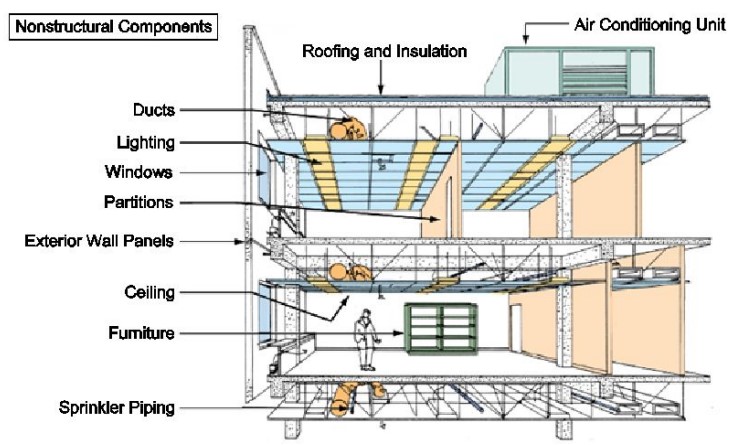 Nonstructural Components
Air Conditioning Unit
Roofing and Insulation
Ducts
Lighting
Windows
Partitions
Exterior Wall Panels
Ceiling
Furniture
Sprinkler Piping